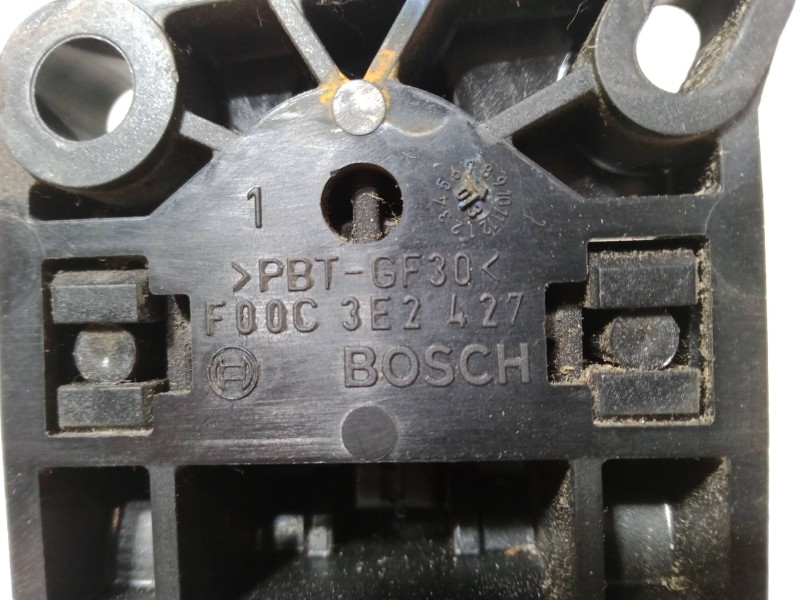 1
>PBT-GF30<
F00C 3E2 427
BOSCH